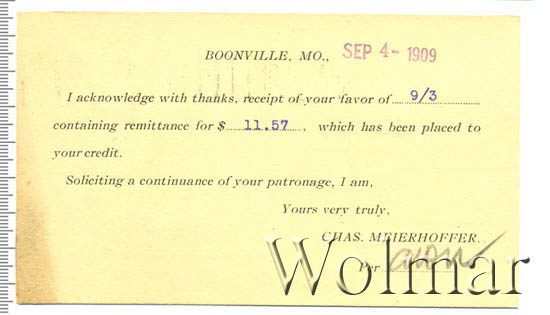 BOONVILLE, MO., SEP 4- 1909
I acknowledge with thanks, receipt of your favor of 9/3
containing remittance for $ 11.57, which has been placed to
your credit.
Soliciting a continuance of your patronage, I am,
Yours very truly,
CHAS. MEIERHOFFER.
Per
Wolmar